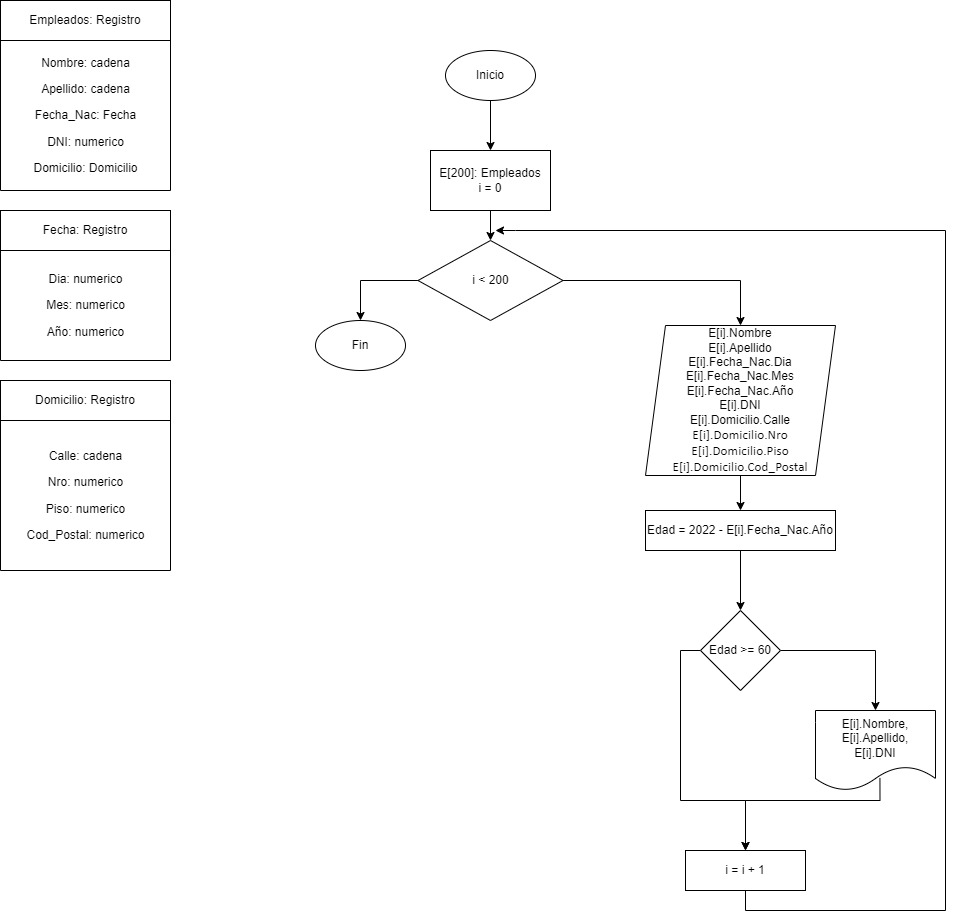 Empleados: Registro
Nombre: cadena
Apellido: cadena
Fecha_Nac: Fecha
DNI: numerico
Domicilio: Domicilio
Fecha: Registro
Dia: numerico
Mes: numerico
Año: numerico
Domicilio: Registro
Calle: cadena
Nro: numerico
Piso: numerico
Cod_Postal: numerico
Inicio
E[200]: Empleados
i = 0
i < 200
Fin
E[i].Nombre
E[i].Apellido
E[i].Fecha_Nac.Dia
E[i].Fecha_Nac.Mes
E[i].Fecha_Nac.Año
E[i].DNI
E[i].Domicilio.Calle
E[i].Domicilio.Nro
E[i].Domicilio.Piso
E[i].Domicilio.Cod_Postal
Edad = 2022 - E[i].Fecha_Nac.Año
Edad >= 60
E[i].Nombre,
E[i].Apellido,
E[i].DNI
i = i + 1